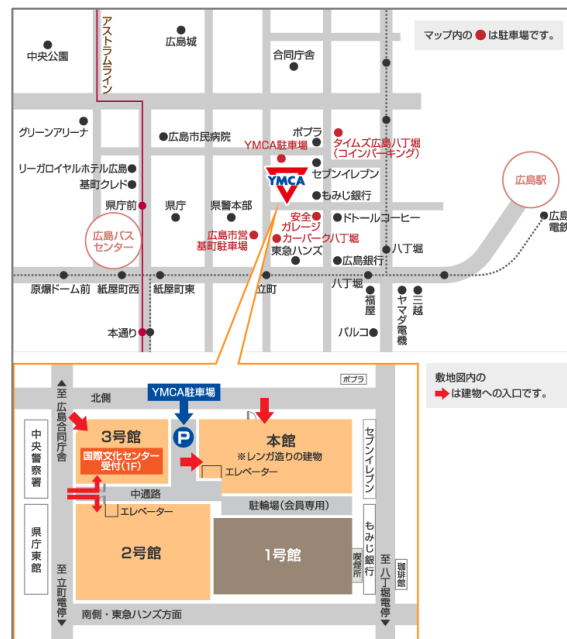 マップ内の●は駐車場です。
アストラムライン
中央公園
広島城
合同庁舎
グリーンアリーナ
広島市民病院
ポプラ
タイムズ広島八丁堀
（コインパーキング）
YMCA駐車場
セブンイレブン
リーガロイヤルホテル広島
基町クレド
YMCA
もみじ銀行
広島駅
県庁前
県庁
県警本部
安全
ガレージ
ドトールコーヒー
広島
電鉄
広島バス
センター
広島市営
基町駐車場
カーパーク八丁堀
東急ハンズ
広島銀行
八丁堀
原爆ドーム前
紙屋町西
紙屋町東
立町
八丁堀
福屋
ヤマダ電機
三越
本通り
パルコ
ポプラ
敷地図内の
➡は建物への入口です。
至 広島合同庁舎
北側
YMCA駐車場
P
中央警察署
3号館
国際文化センター
受付(1F)
本館
※レンガ造りの建物
エレベーター
セブンイレブン
中通路
エレベーター
駐輪場(会員専用)
県庁東館
2号館
1号館
喫煙所
もみじ銀行
珈琲館
至 立町電停
至 八丁堀電停
南側・東急ハンズ方面